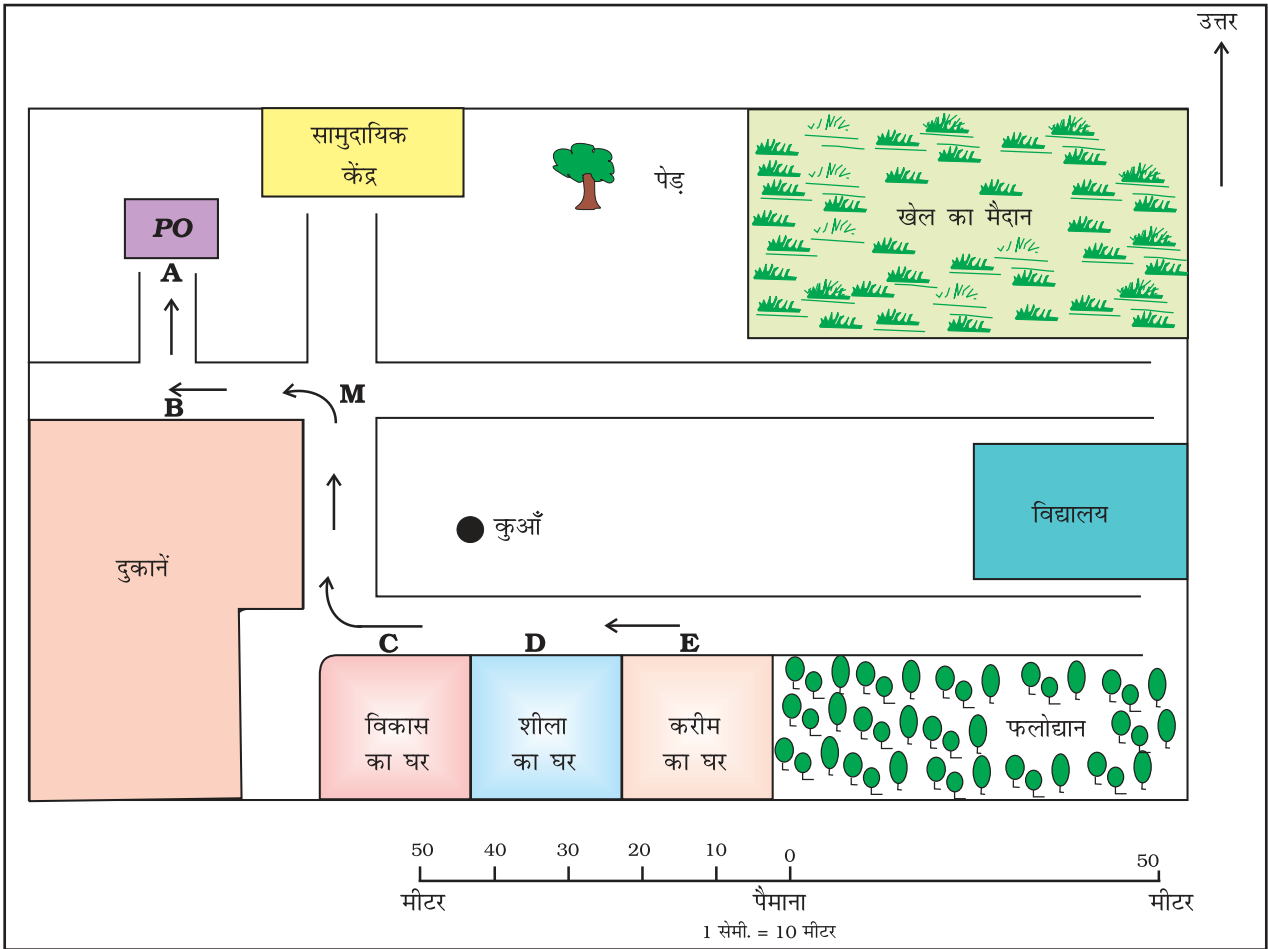 उत्तर
सामुदायिक
केंद्र
पेड़
PO
खेल का मैदान
A
M
B
कुआँ
विद्यालय
दुकानें
C
D
E
विकास
का घर
शीला
का घर
करीम
का घर
फलोद्यान
50 40 30 20 10 0 50
मीटर पैमाना मीटर
1 सेमी. = 10 मीटर